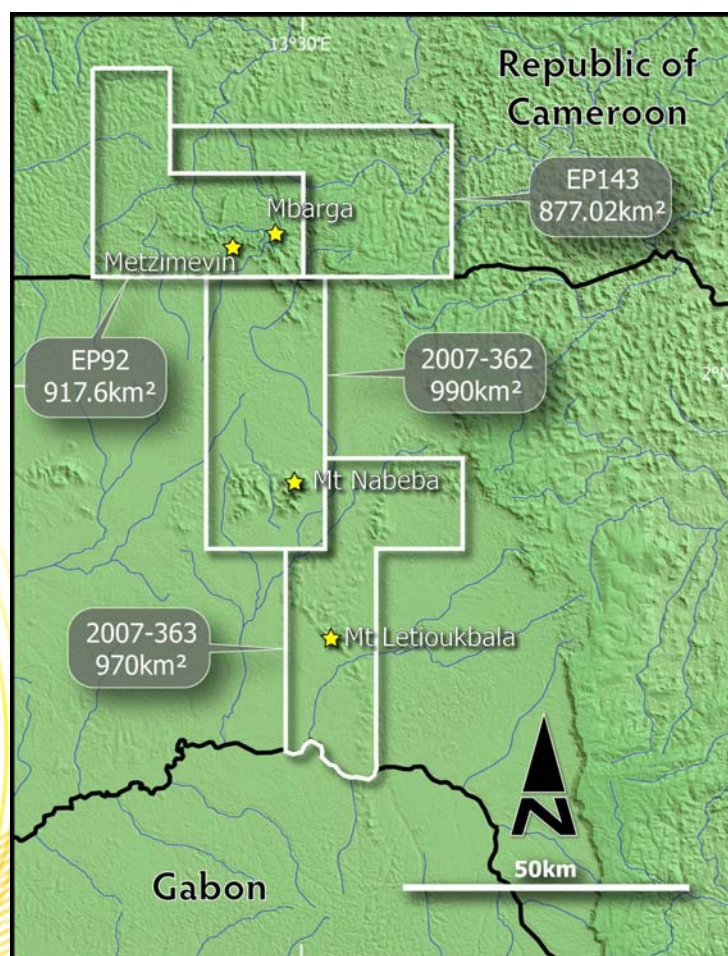 13°30'E
Republic of
Cameroon
EP143
877.02km²
Mbarga
Metzimevin
EP92
917.6km²
2007-362
990km²
2°N
Mt Nabeba
2007-363
970km²
Mt Letioukbala
N
50km
Gabon